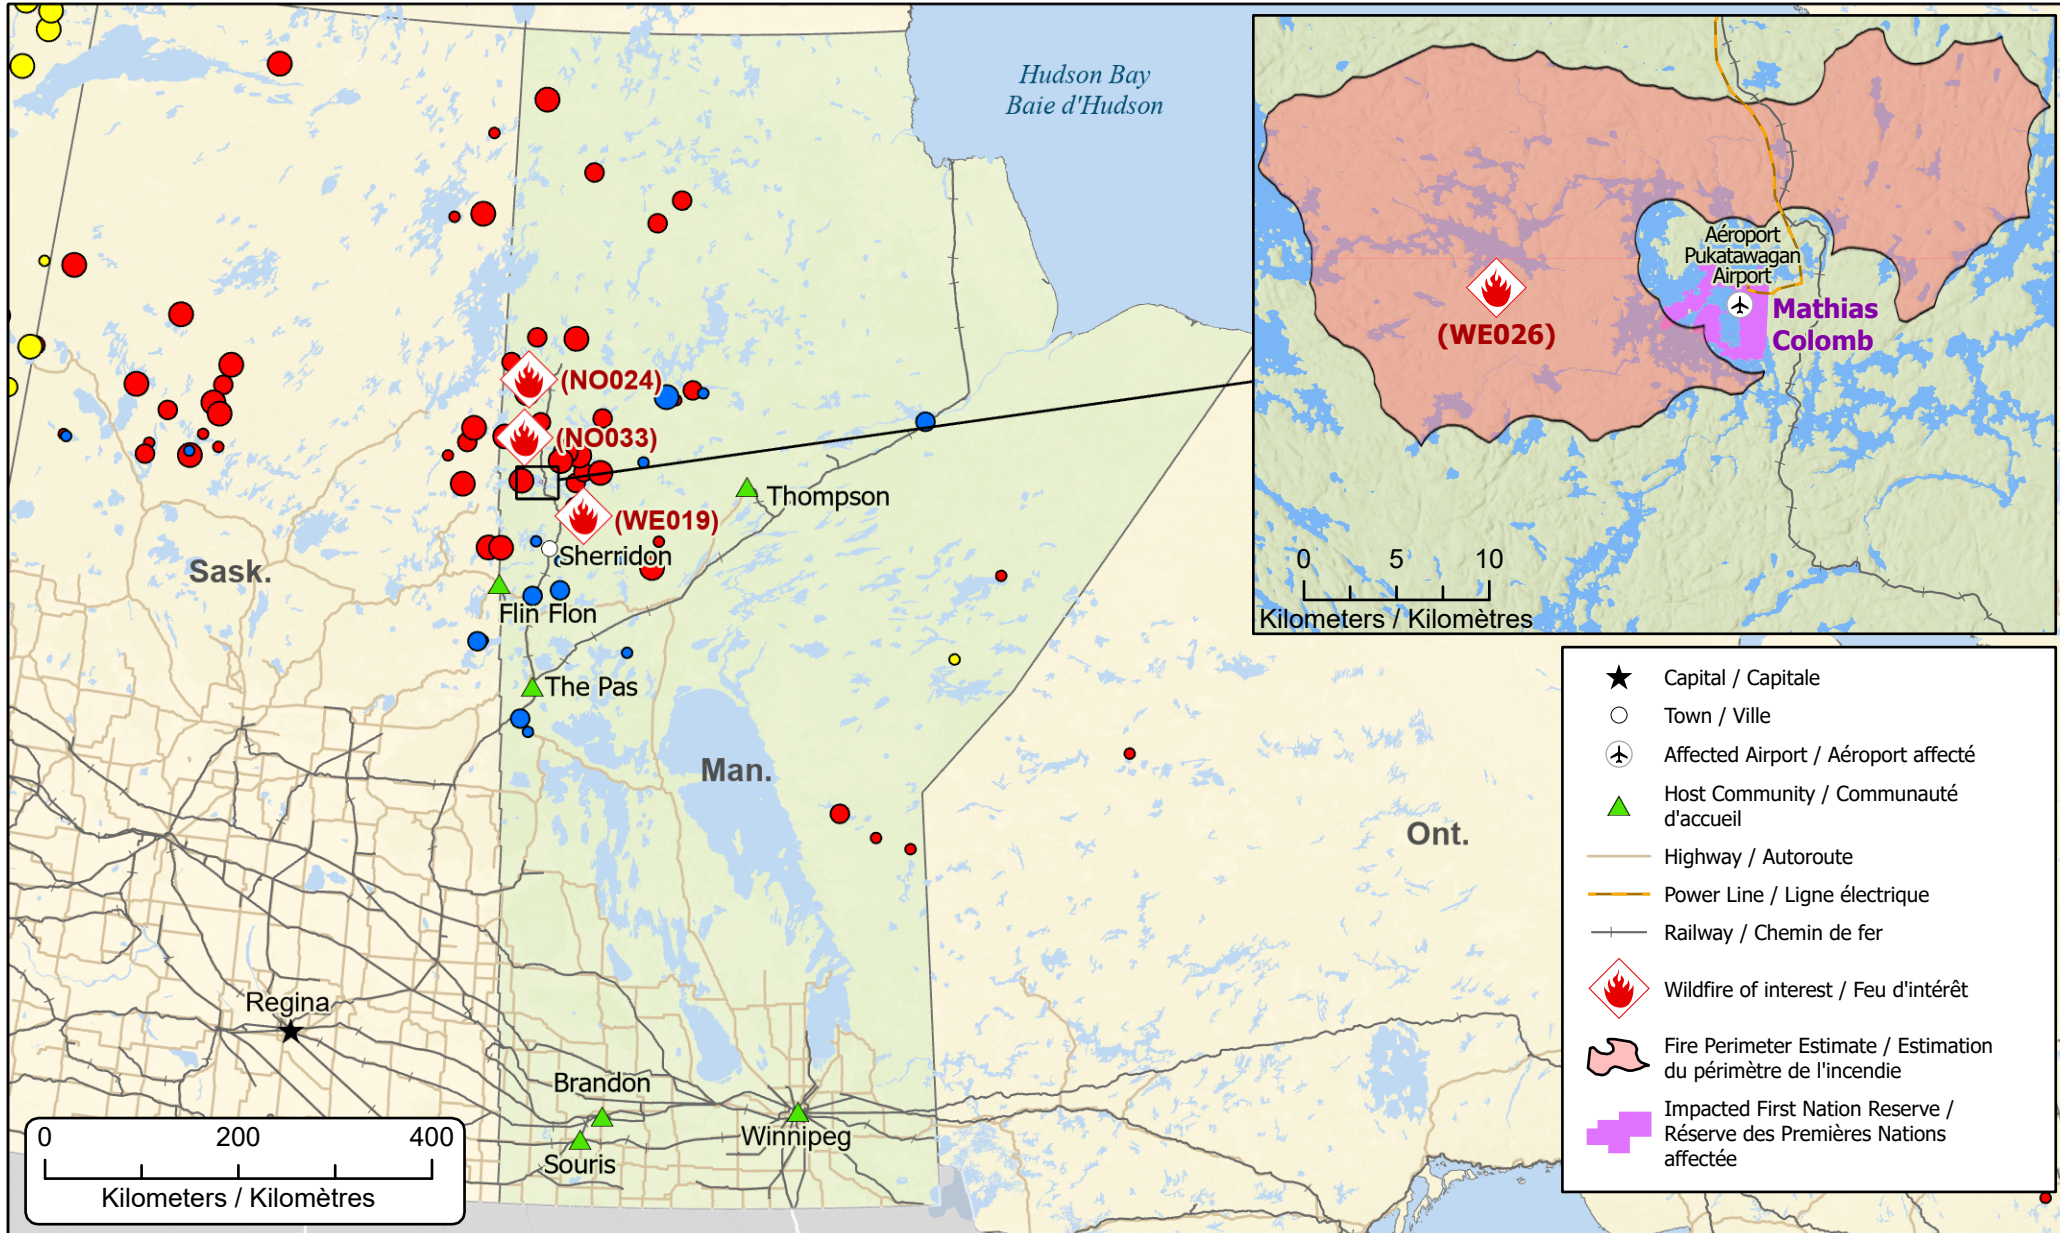 Hudson Bay
Baie d'Hudson
(NO024)
(NO033)
(WE019)
Thompson
Sherridon
Sask.
Flin Flon
The Pas
Man.
Ont.
Regina
Brandon
Winnipeg
Souris
0 200 400
Kilometers / Kilomètres
Aéroport
Pukatawagan
Airport
Mathias
Colomb
(WE026)
0 5 10
Kilometers / Kilomètres
Capital / Capitale
Town / Ville
Affected Airport / Aéroport affecté
Host Community / Communauté
d'accueil
Highway / Autoroute
Power Line / Ligne électrique
Railway / Chemin de fer
Wildfire of interest / Feu d'intérêt
Fire Perimeter Estimate / Estimation
du périmètre de l'incendie
Impacted First Nation Reserve /
Réserve des Premières Nations
affectée